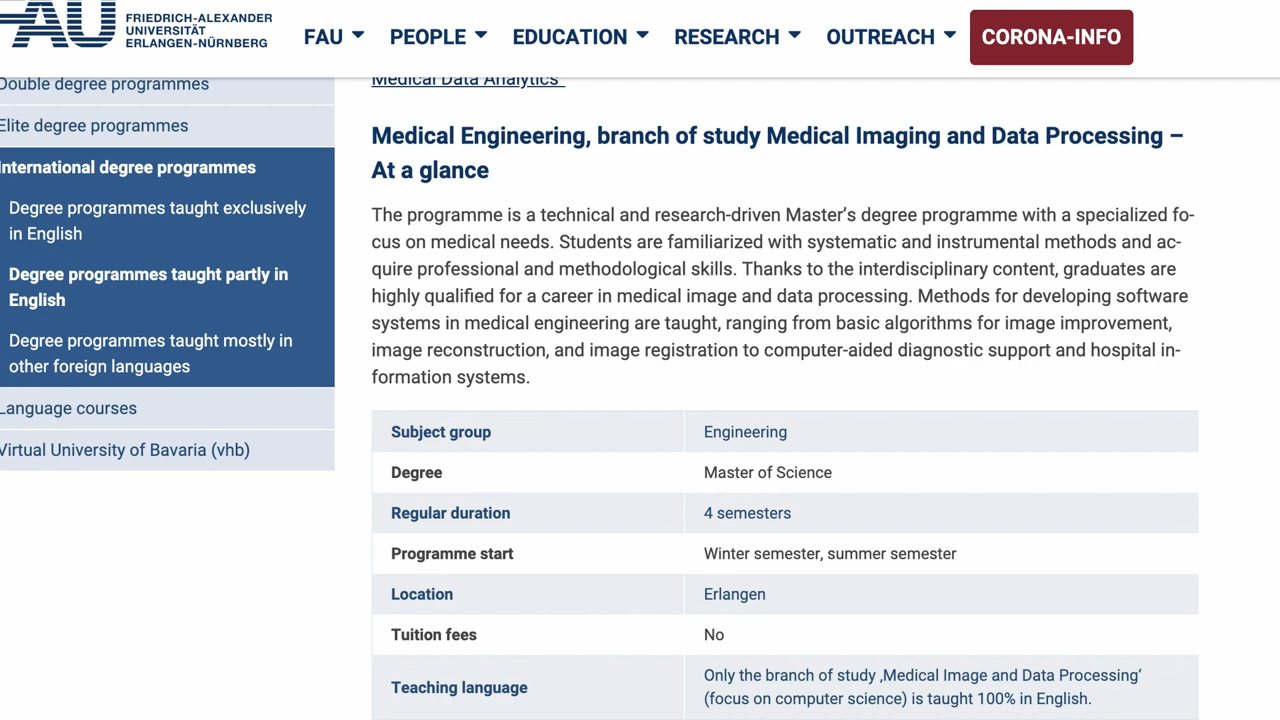 FAU
FRIEDRICH-ALEXANDER
UNIVERSITÄT
ERLANGEN-NÜRNBERG
FAU
PEOPLE
EDUCATION
RESEARCH
OUTREACH
CORONA-INFO
Double degree programmes
Elite degree programmes
International degree programmes
Degree programmes taught exclusively
in English
Degree programmes taught partly in
English
Degree programmes taught mostly in
other foreign languages
Language courses
Virtual University of Bavaria (vhb)
Medical Data Analytics
Medical Engineering, branch of study Medical Imaging and Data Processing –
At a glance
The programme is a technical and research-driven Master’s degree programme with a specialized fo-
cus on medical needs. Students are familiarized with systematic and instrumental methods and ac-
quire professional and methodological skills. Thanks to the interdisciplinary content, graduates are
highly qualified for a career in medical image and data processing. Methods for developing software
systems in medical engineering are taught, ranging from basic algorithms for image improvement,
image reconstruction, and image registration to computer-aided diagnostic support and hospital in-
formation systems.
Subject group Engineering
Degree Master of Science
Regular duration 4 semesters
Programme start Winter semester, summer semester
Location Erlangen
Tuition fees No
Teaching language Only the branch of study ‚Medical Image and Data Processing‘
(focus on computer science) is taught 100% in English.